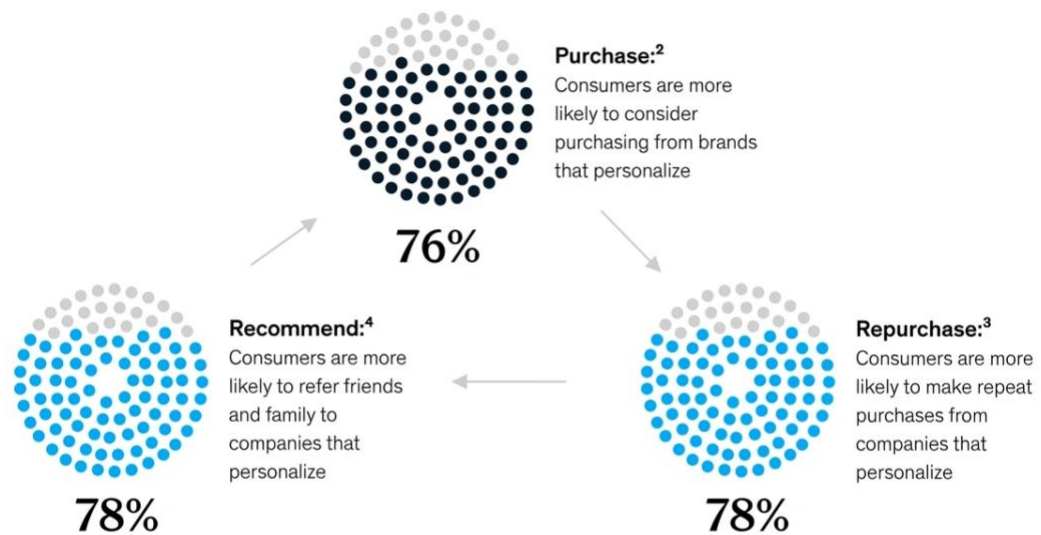 Purchase:²
Consumers are more
likely to consider
purchasing from brands
that personalize
76%
Recommend:⁴
Consumers are more
likely to refer friends
and family to
companies that
personalize
78%
Repurchase:³
Consumers are more
likely to make repeat
purchases from
companies that
personalize
78%